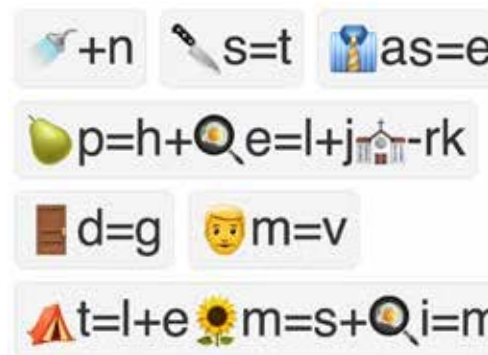 🚿+n 🔪s=t 👔as=e
🍐p=h+🍳e=l+j⛪-rk
🚪d=g 👨m=v
⛺t=l+e🌻m=s+🍳i=m